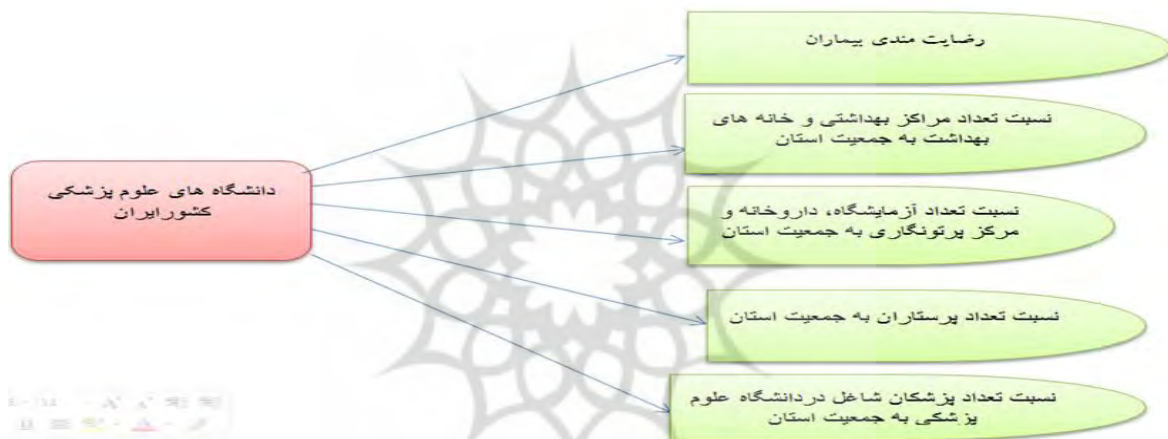 رضایت مندی بیماران
نسبت تعداد مراکز بهداشتی و خانه های
بهداشت به جمعیت استان
دانشگاه های علوم پزشکی
کشورایران
نسبت تعداد آزمایشگاه، داروخانه و
مرکز پرتونگاری به جمعیت استان
نسبت تعداد پرستاران به جمعیت استان
نسبت تعداد پزشکان شاغل دردانشگاه علوم
پزشکی به جمعیت استان